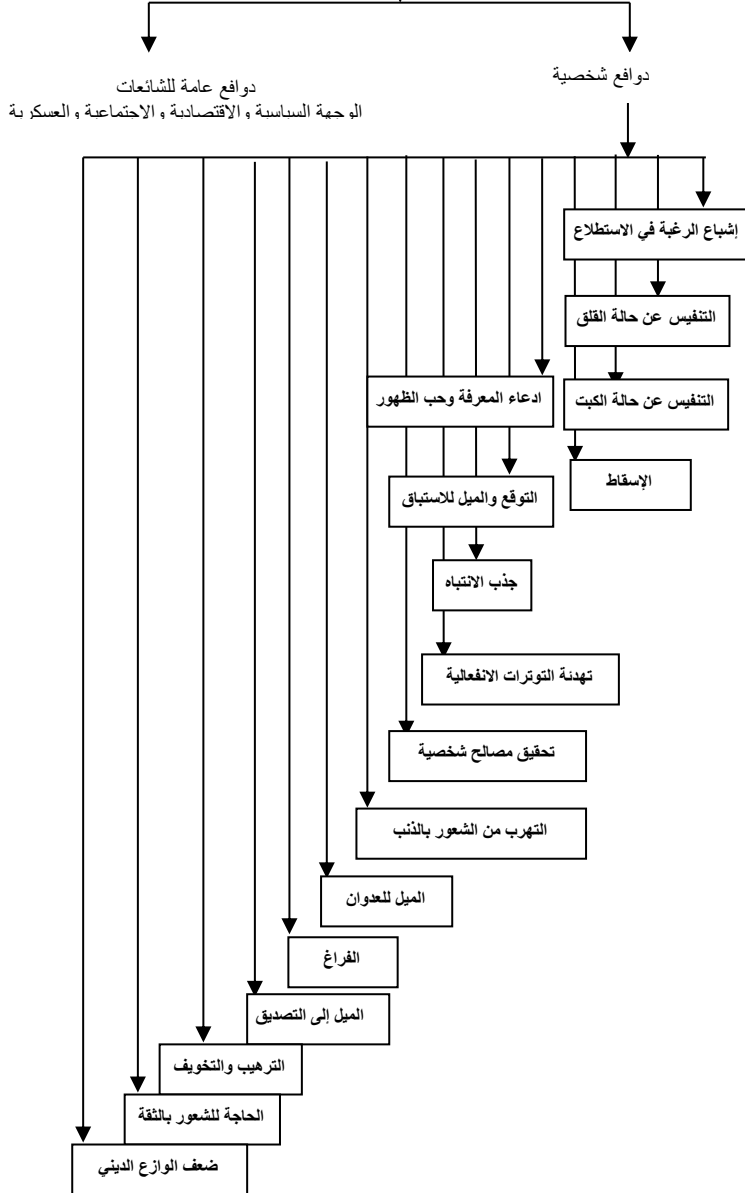 دوافع شخصية
دوافع عامة للشائعات
الوجهة السياسية والاقتصادية والاجتماعية والعسكرية
إشباع الرغبة في الاستطلاع
التنفيس عن حالة القلق
التنفيس عن حالة الكبت
الإسقاط
ادعاء المعرفة وحب الظهور
التوقع والميل للاستباق
جذب الانتباه
تهدئة التوترات الانفعالية
تحقيق مصالح شخصية
التهرب من الشعور بالذنب
الميل للعدوان
الفراغ
الميل إلى التصديق
الترهيب والتخويف
الحاجة للشعور بالثقة
ضعف الوازع الديني